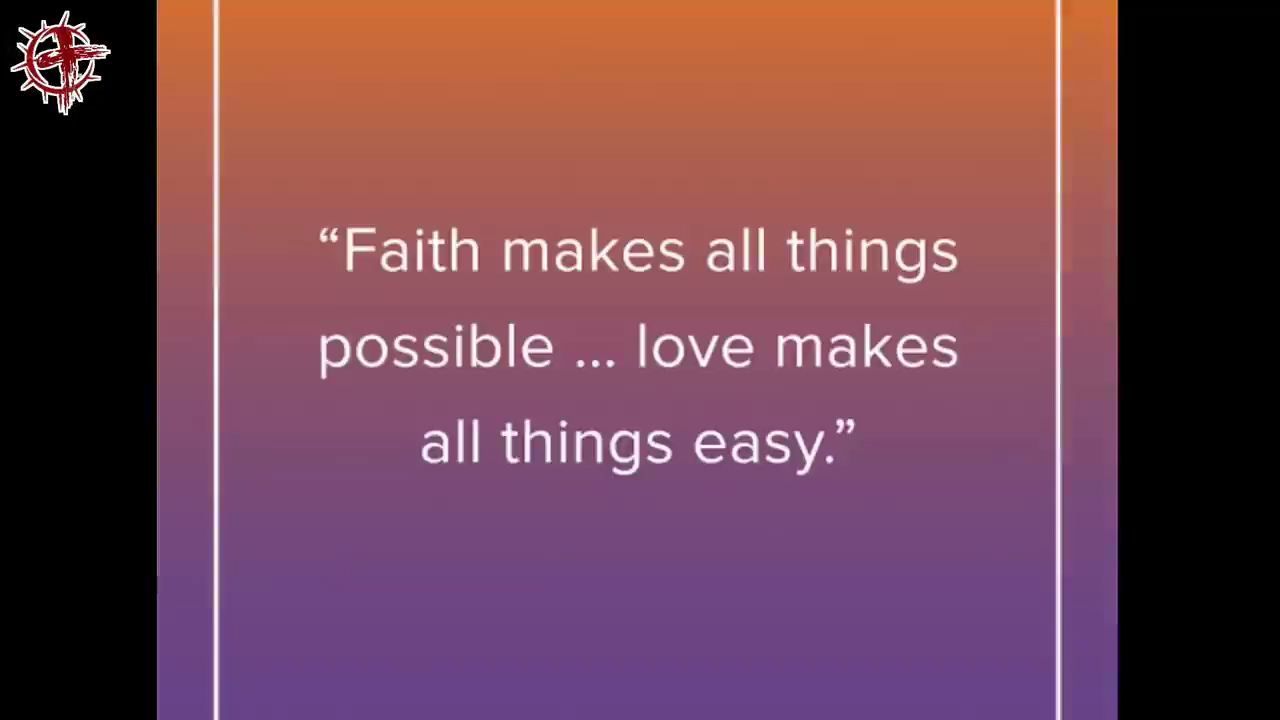 “Faith makes all things
possible ... love makes
all things easy.”